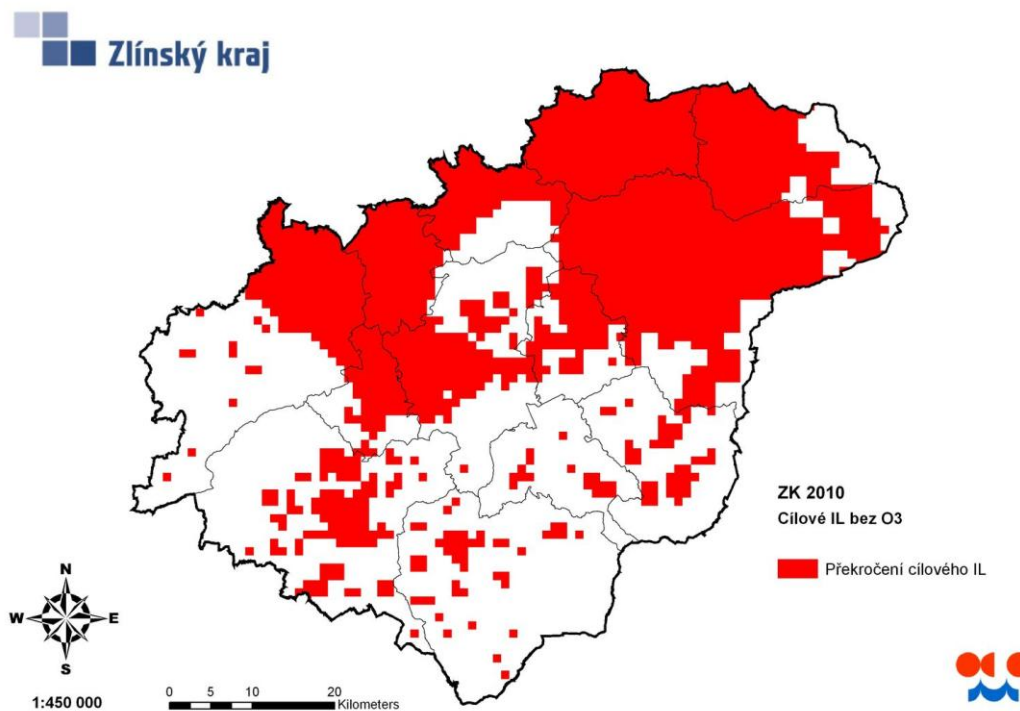 Zlínský kraj
ZK 2010
Cílové IL bez O3
Překročení cílového IL
N
W E
S
1:450 000
0 5 10 20
Kilometers